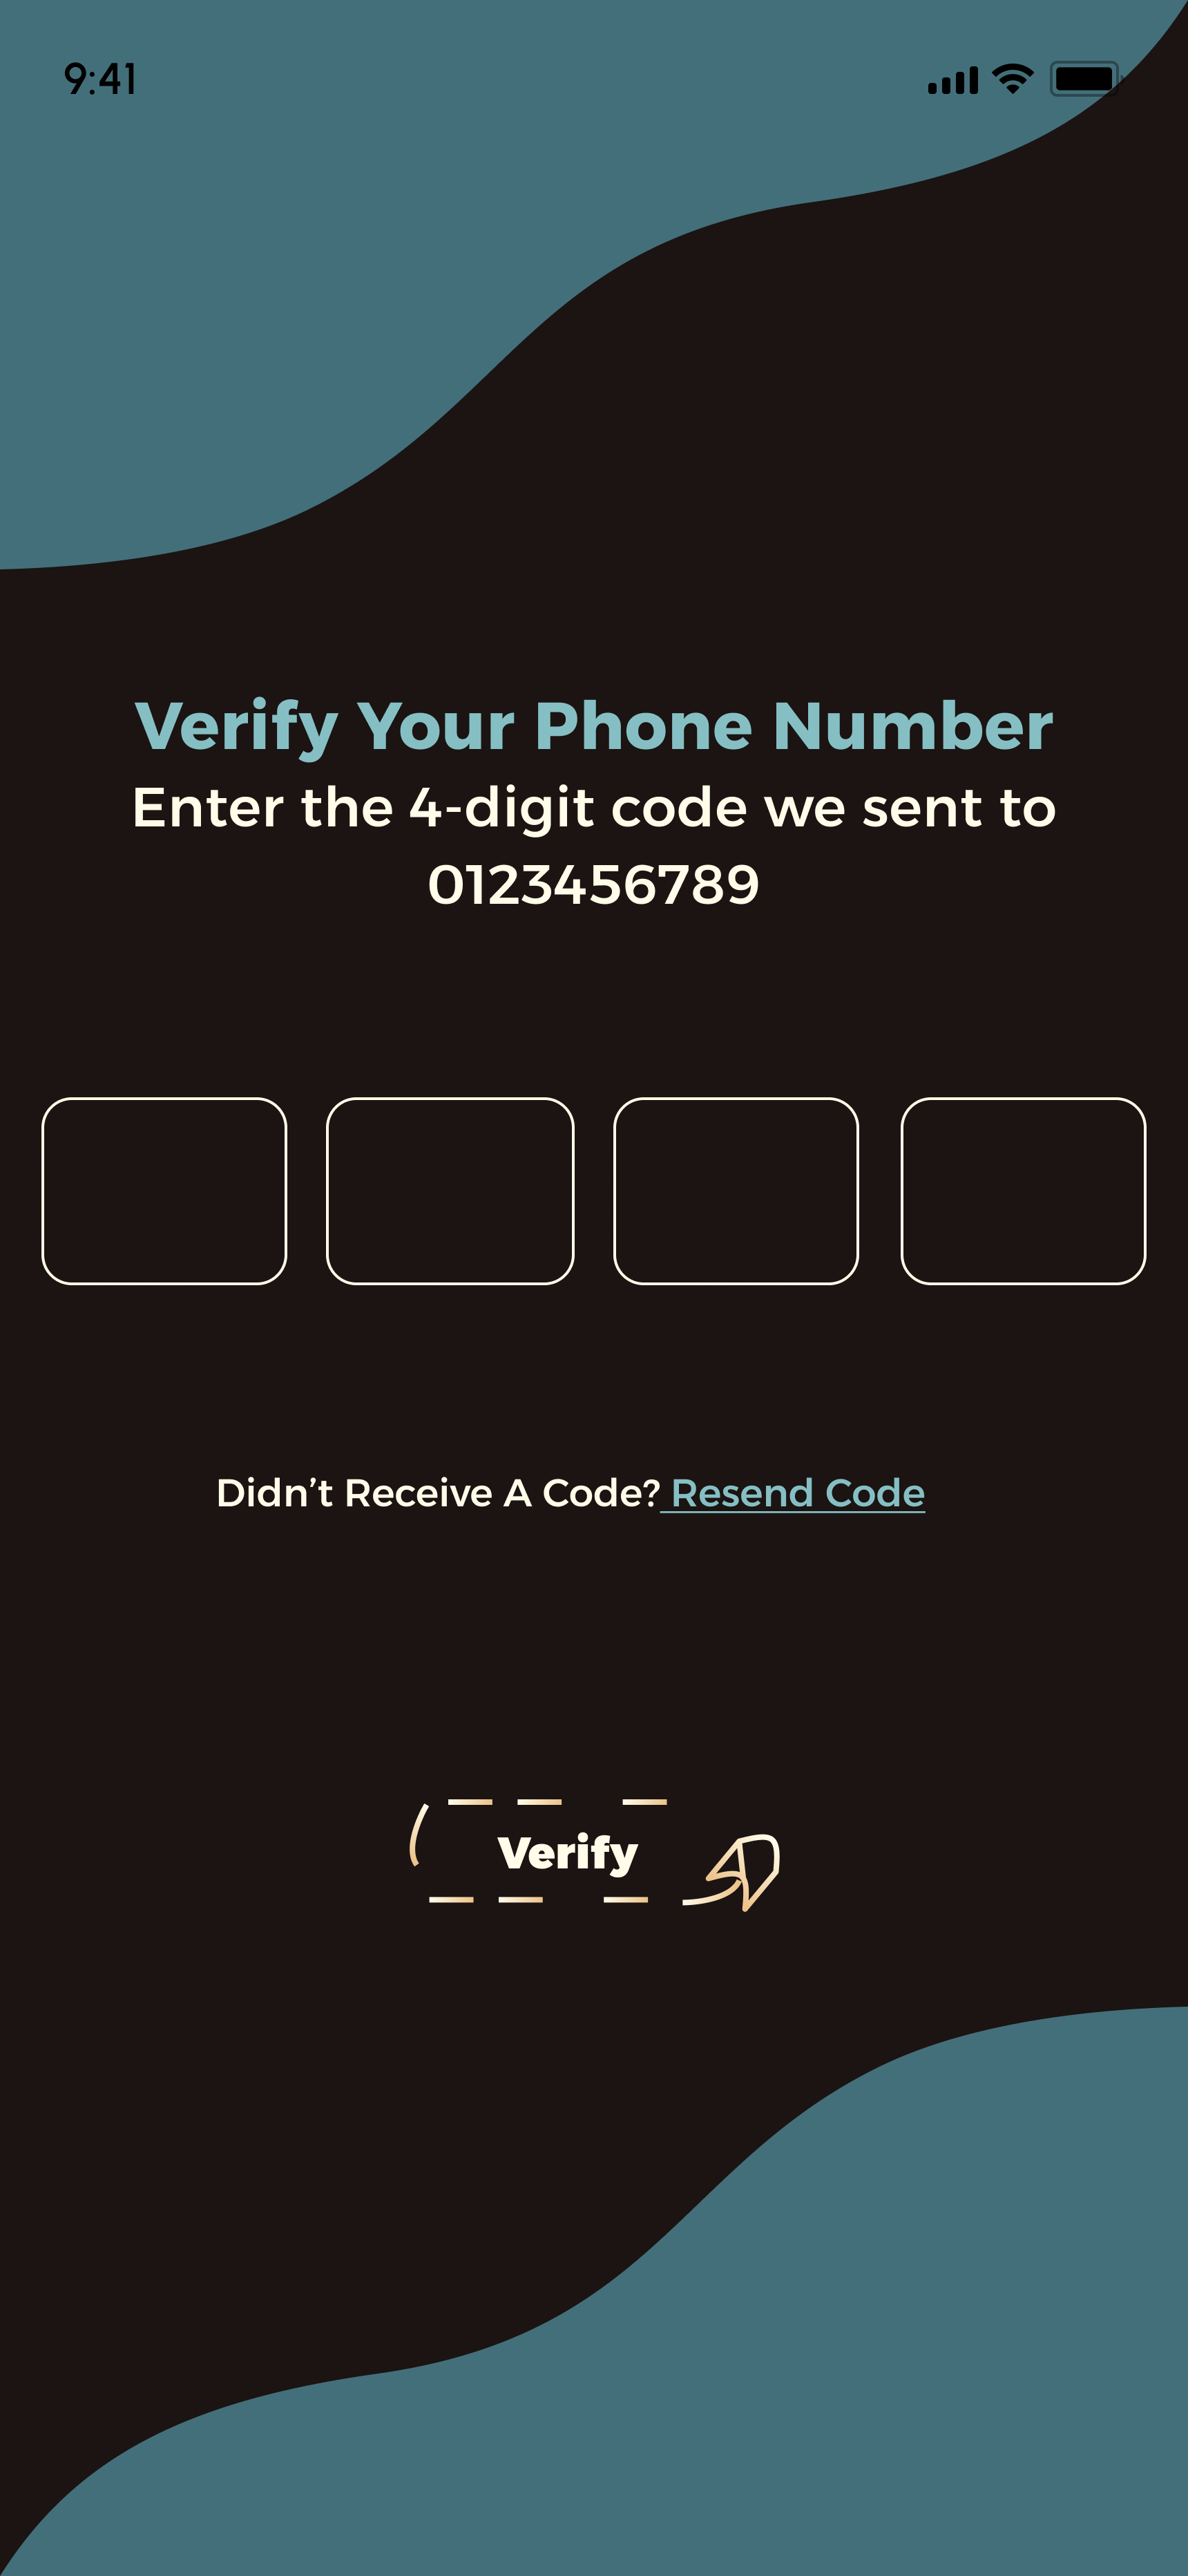 9:41
Verify Your Phone Number
Enter the 4-digit code we sent to
0123456789
Didn’t Receive A Code? Resend Code
Verify